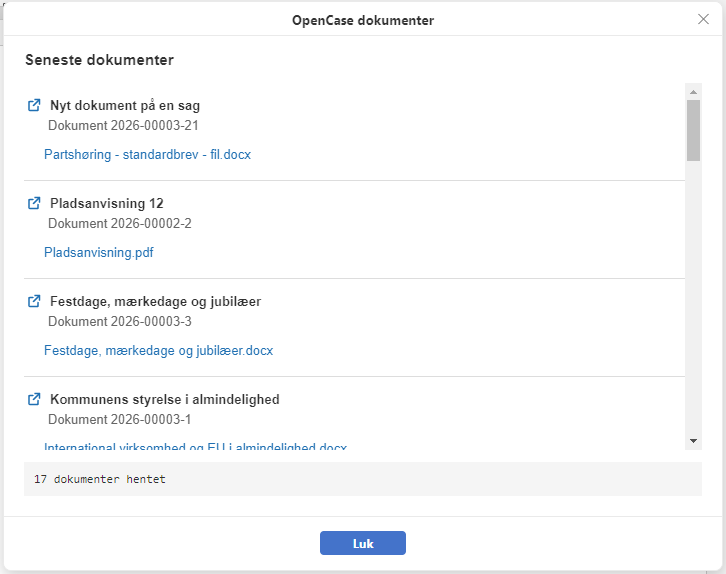 OpenCase dokumenter
Seneste dokumenter
Nyt dokument på en sag
Dokument 2026-00003-21
Partshøring - standardbrev - fil.docx
Pladsanvisning 12
Dokument 2026-00002-2
Pladsanvisning.pdf
Festdage, mærkedage og jubilæer
Dokument 2026-00003-3
Festdage, mærkedage og jubilæer.docx
Kommunens styrelse i almindelighed
Dokument 2026-00003-1
International virksomhed og EU i almindelighed.docx
17 dokumenter hentet
Luk